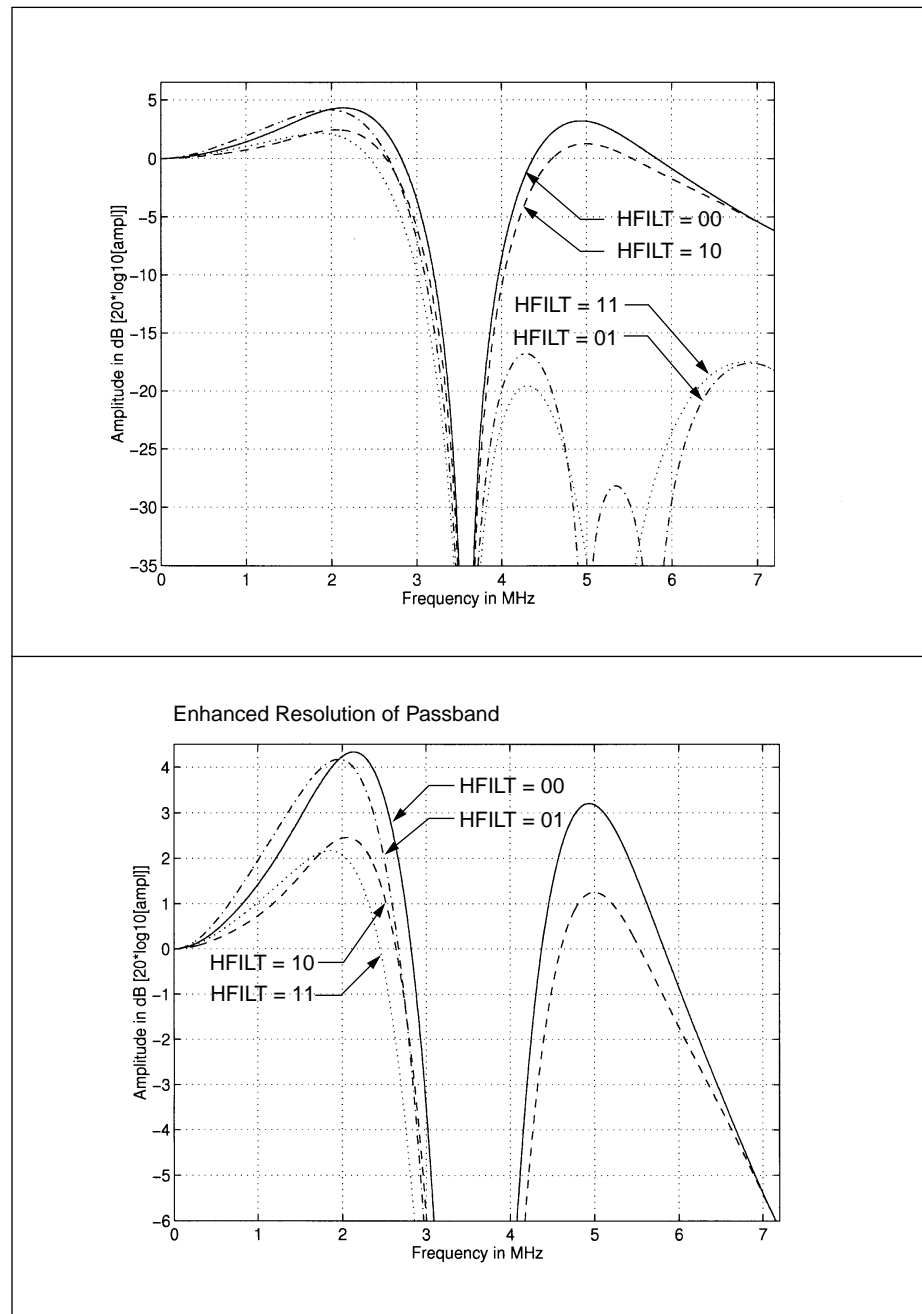 5
0
−5
−10
−15
−20
−25
−30
−35
Amplitude in dB [20*log10[ampl]]
HFILT = 00
HFILT = 10
HFILT = 11
HFILT = 01
0 1 2 3 4 5 6 7
Frequency in MHz
Enhanced Resolution of Passband
4
3
2
1
0
−1
−2
−3
−4
−5
−6
Amplitude in dB [20*log10[ampl]]
HFILT = 00
HFILT = 01
HFILT = 10
HFILT = 11
0 1 2 3 4 5 6 7
Frequency in MHz